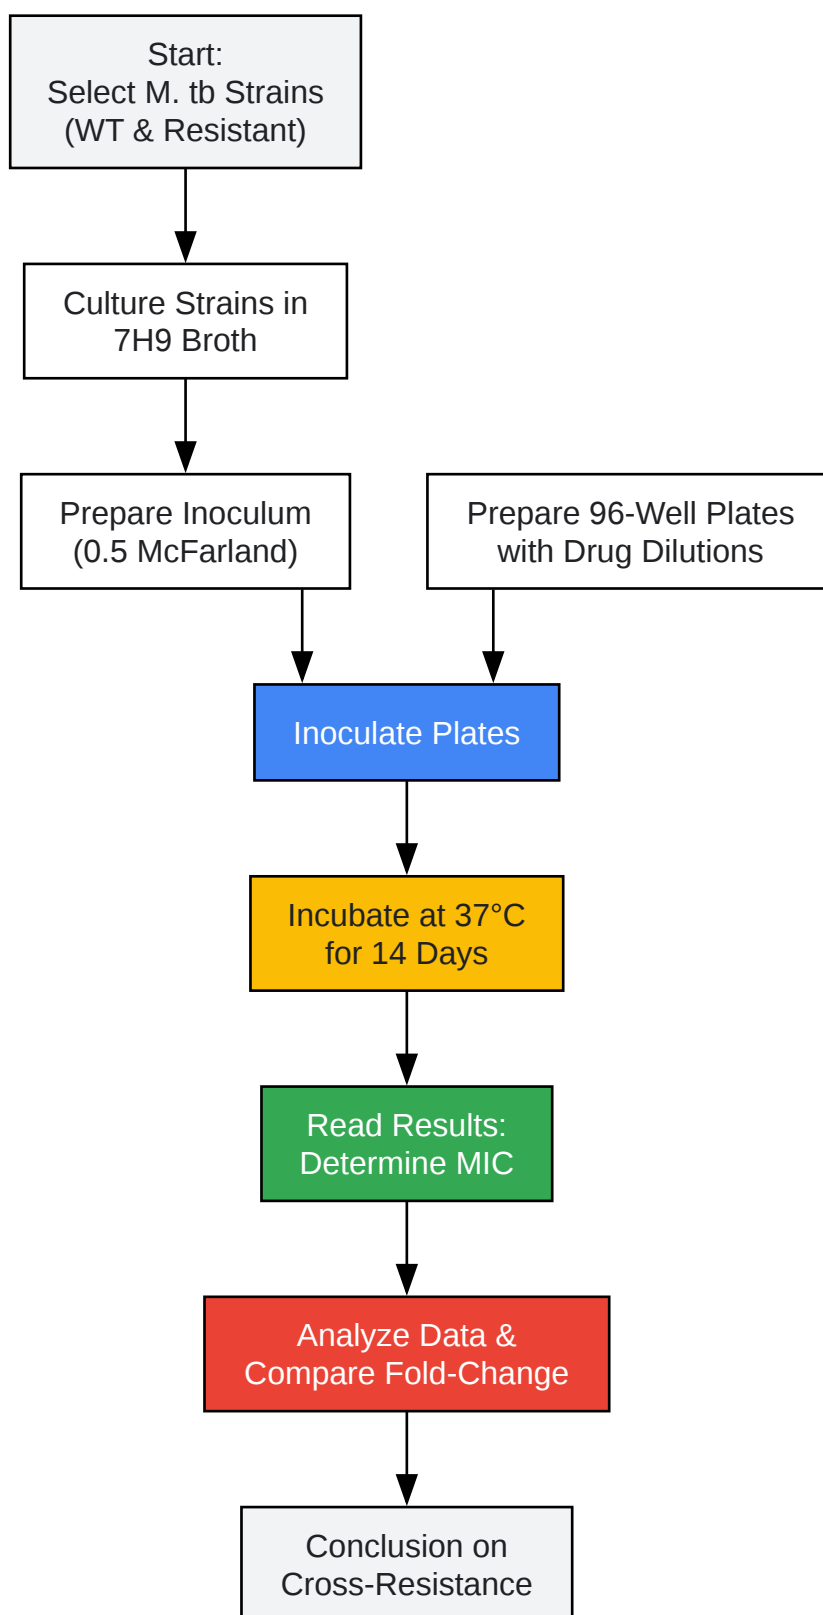 Start:
Select M. tb Strains
(WT & Resistant)
Culture Strains in
7H9 Broth
Prepare Inoculum
(0.5 McFarland)
Prepare 96-Well Plates
with Drug Dilutions
Inoculate Plates
Incubate at 37°C
for 14 Days
Read Results:
Determine MIC
Analyze Data &
Compare Fold-Change
Conclusion on
Cross-Resistance